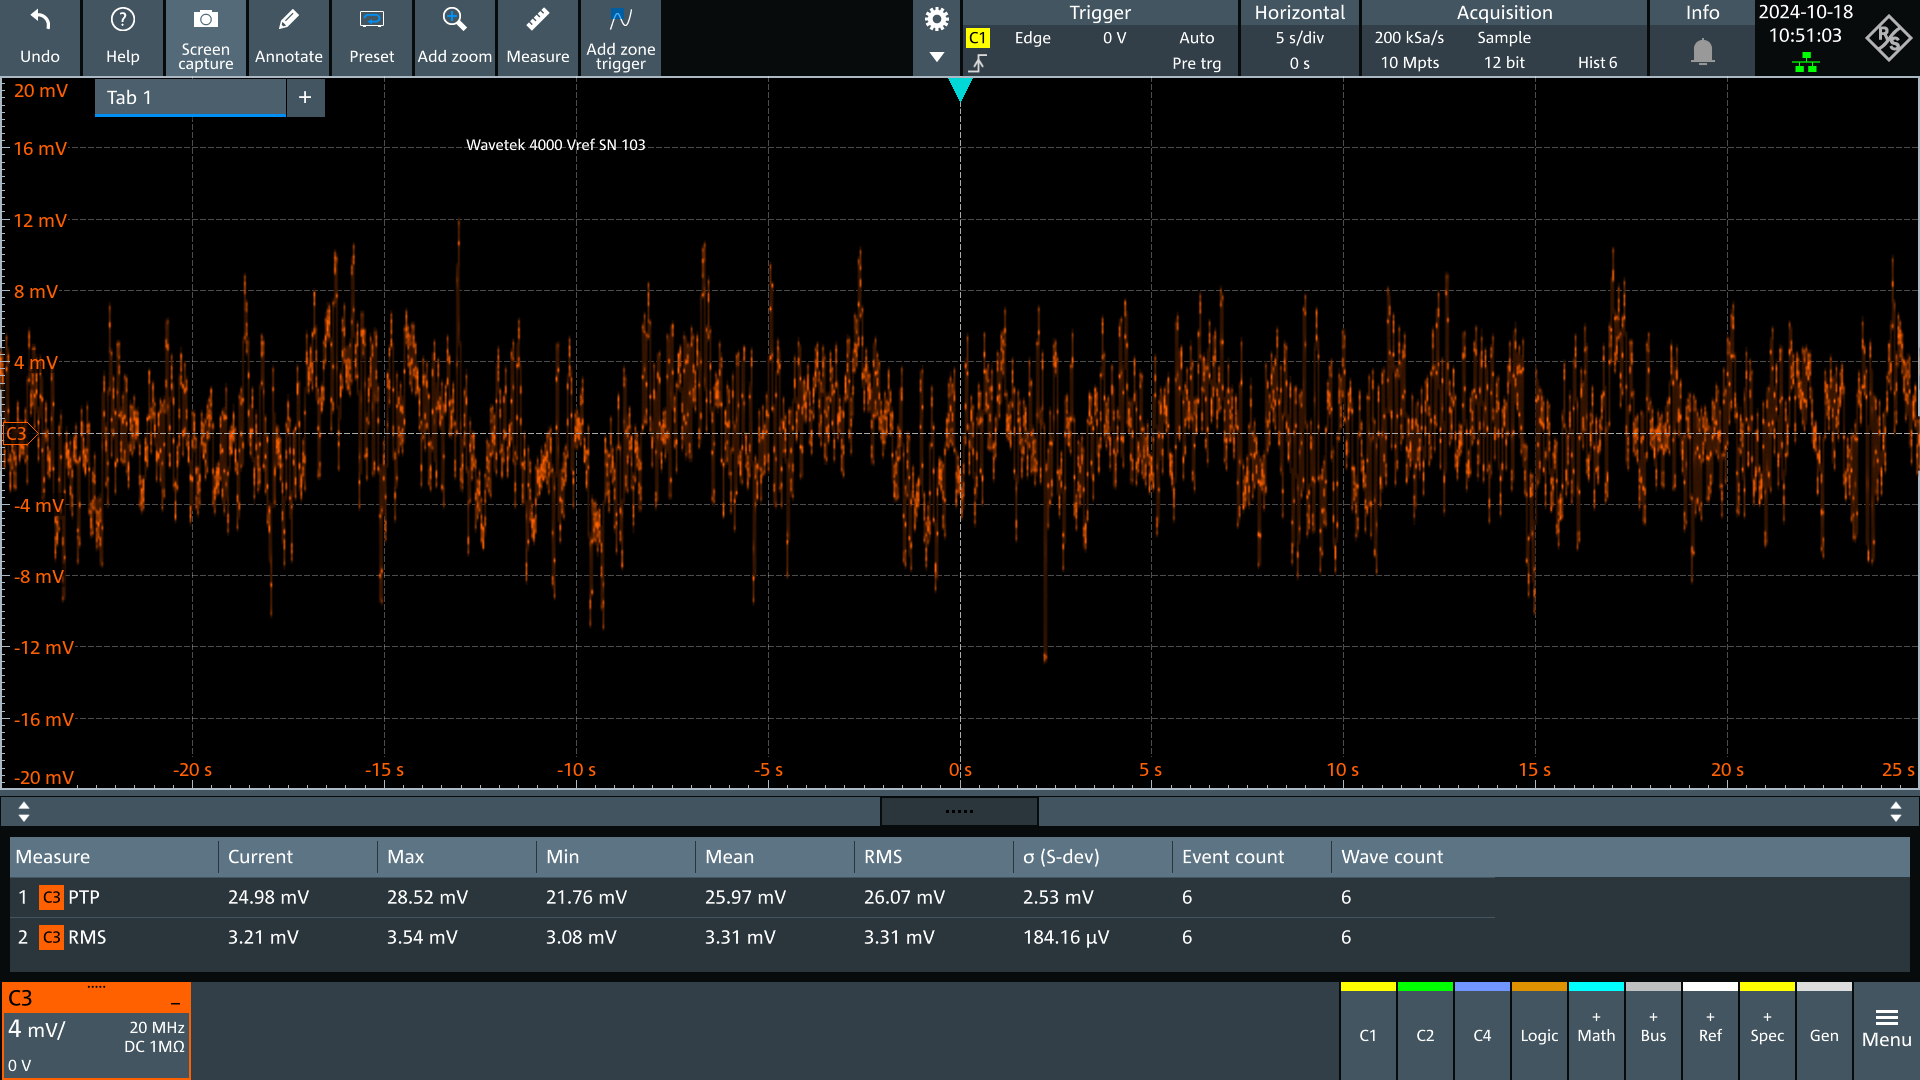 Undo
Help
Screen capture
Annotate
Preset
Add zoom
Measure
Add zone trigger
Trigger
C1 Edge 0 V Auto
Pre trg
Horizontal
5 s/div
0 s
Acquisition
200 kSa/s Sample
10 Mpts 12 bit Hist 6
Info
2024-10-18
10:51:03
R S
Tab 1 +
Wavetek 4000 Vref SN 103
20 mV
16 mV
12 mV
8 mV
4 mV
C3
-4 mV
-8 mV
-12 mV
-16 mV
-20 mV
-20 s -15 s -10 s -5 s 0 s 5 s 10 s 15 s 20 s 25 s
Measure Current Max Min Mean RMS σ (S-dev) Event count Wave count
1 C3 PTP 24.98 mV 28.52 mV 21.76 mV 25.97 mV 26.07 mV 2.53 mV 6 6
2 C3 RMS 3.21 mV 3.54 mV 3.08 mV 3.31 mV 3.31 mV 184.16 µV 6 6
C3
4 mV/ 20 MHz
DC 1MΩ
0 V
C1
C2
C4
Logic
+ Math
+ Bus
+ Ref
+ Spec
Gen
Menu